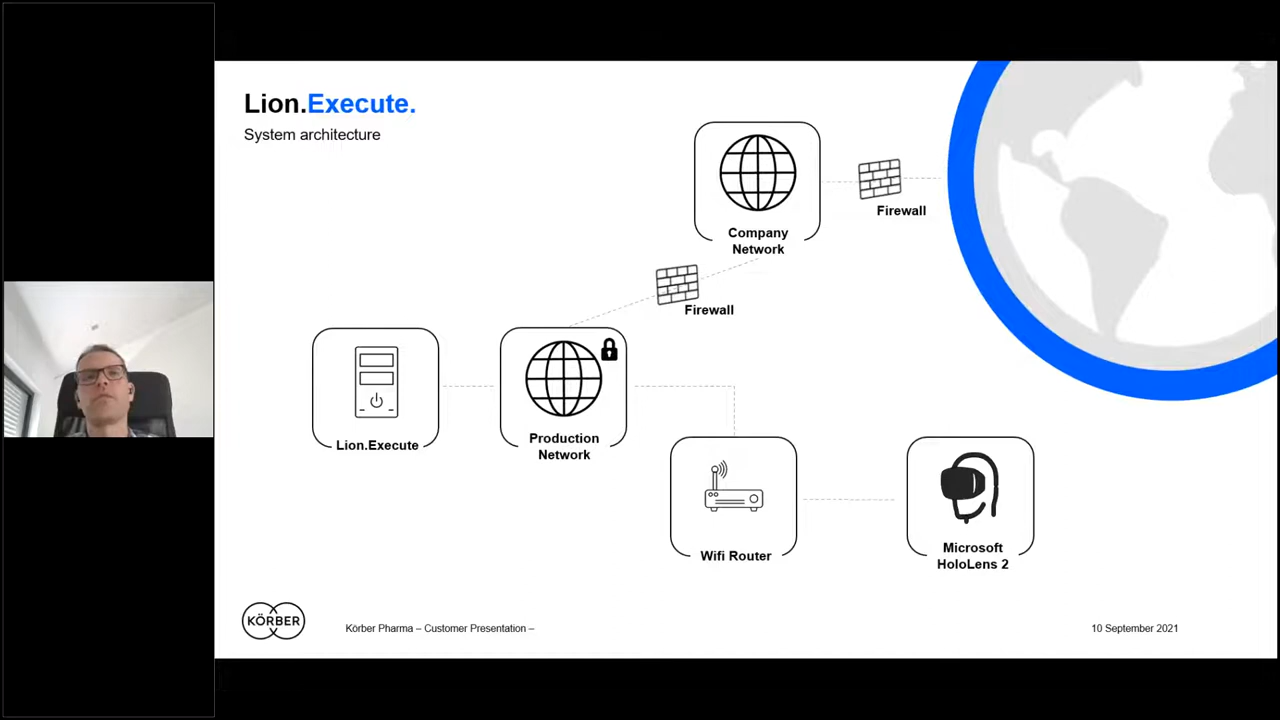 Lion.Execute.
System architecture
Company
Network
Firewall
Firewall
Lion.Execute
Production
Network
Wifi Router
Microsoft
HoloLens 2
KÖRBER
Körber Pharma – Customer Presentation –
10 September 2021